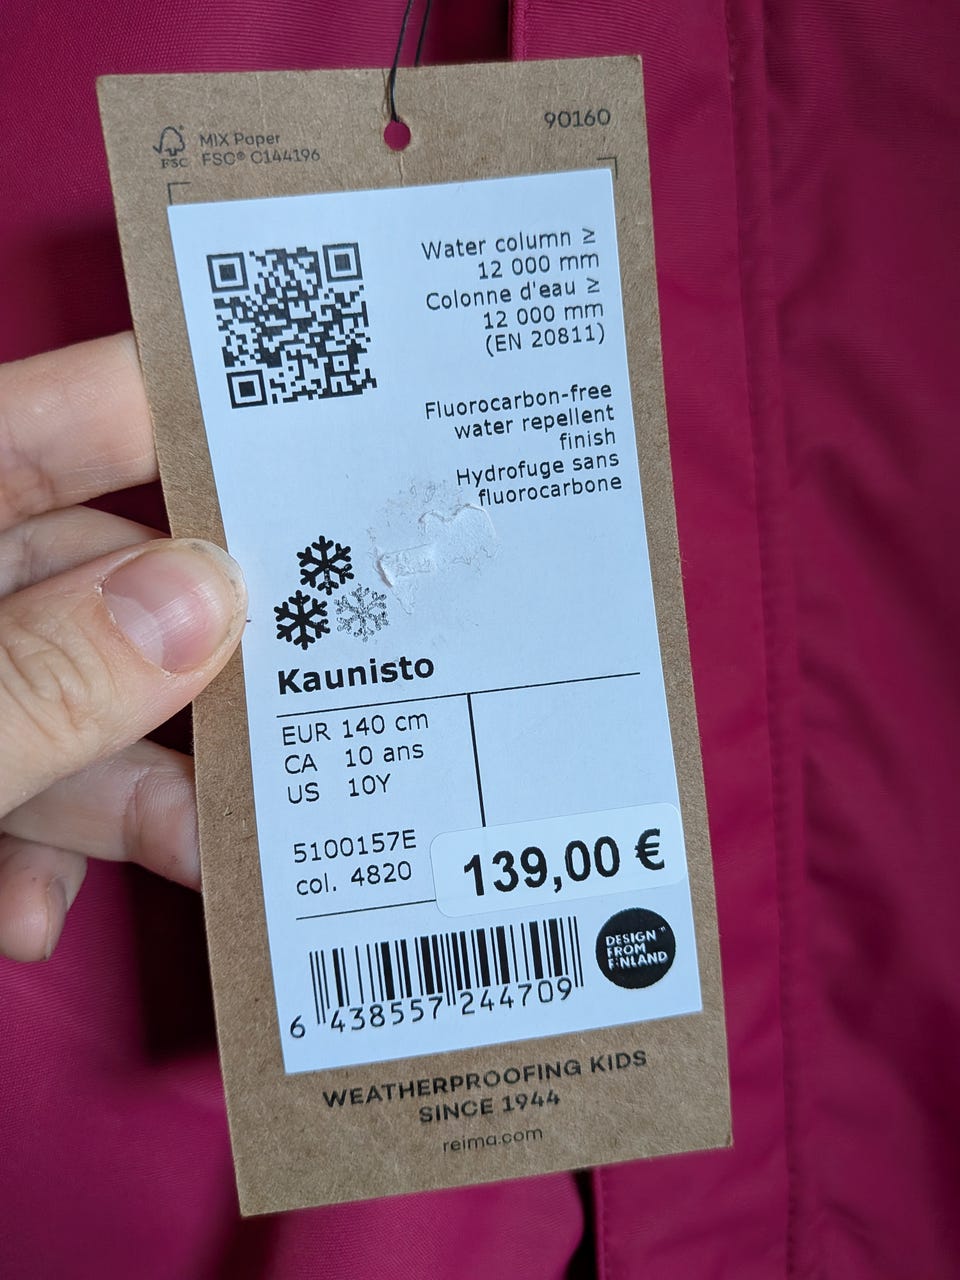 FSC
MIX Paper
FSC® C144196
90160
Water column ≥
12 000 mm
Colonne d'eau ≥
12 000 mm
(EN 20811)
Fluorocarbon-free
water repellent
finish
Hydrofuge sans
fluorocarbone
Kaunisto
EUR 140 cm
CA 10 ans
US 10Y
5100157E
col. 4820
139,00 €
DESIGN
FROM
FINLAND
6 438557 244709
WEATHERPROOFING KIDS
SINCE 1944
reima.com